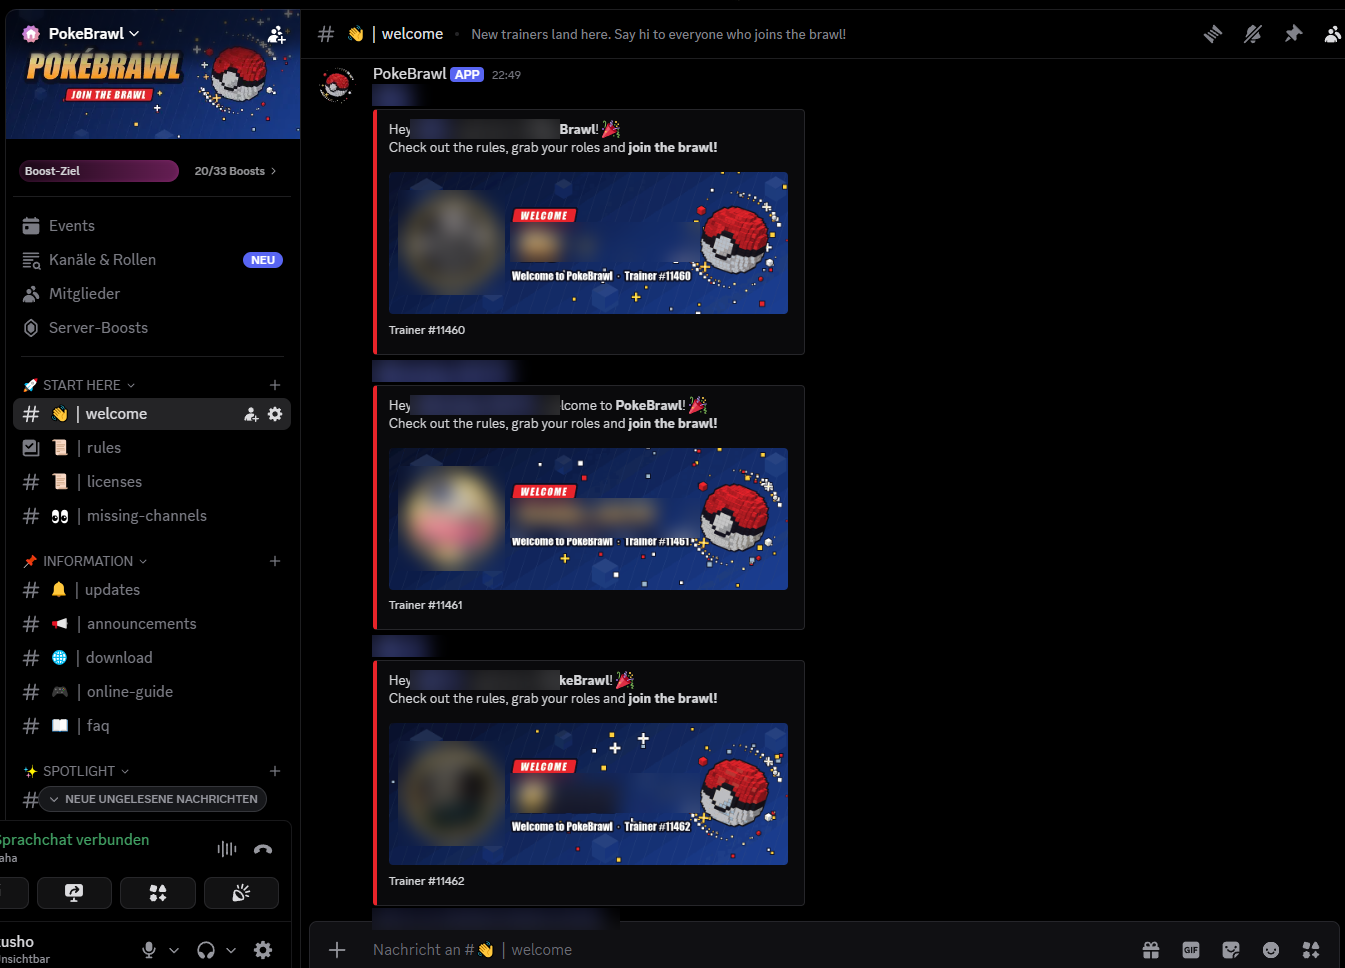 PokeBrawl
POKÉBRAWL
JOIN THE BRAWL
Boost-Ziel
20/33 Boosts
Events
Kanäle & Rollen
NEU
Mitglieder
Server-Boosts
START HERE
welcome
rules
licenses
missing-channels
INFORMATION
updates
announcements
download
online-guide
faq
SPOTLIGHT
NEUE UNGELESENE NACHRICHTEN
Sprachchat verbunden
aha
kusho
Unsichtbar
# 👋 | welcome • New trainers land here. Say hi to everyone who joins the brawl!
PokeBrawl APP 22:49
Hey Brawl! 🎉
Check out the rules, grab your roles and join the brawl!
WELCOME
Welcome to PokeBrawl · Trainer #11460
Trainer #11460
Hey lcome to PokeBrawl! 🎉
Check out the rules, grab your roles and join the brawl!
WELCOME
Welcome to PokeBrawl · Trainer #11461
Trainer #11461
Hey keBrawl! 🎉
Check out the rules, grab your roles and join the brawl!
WELCOME
Welcome to PokeBrawl · Trainer #11462
Trainer #11462
Nachricht an #👋 | welcome
GIF